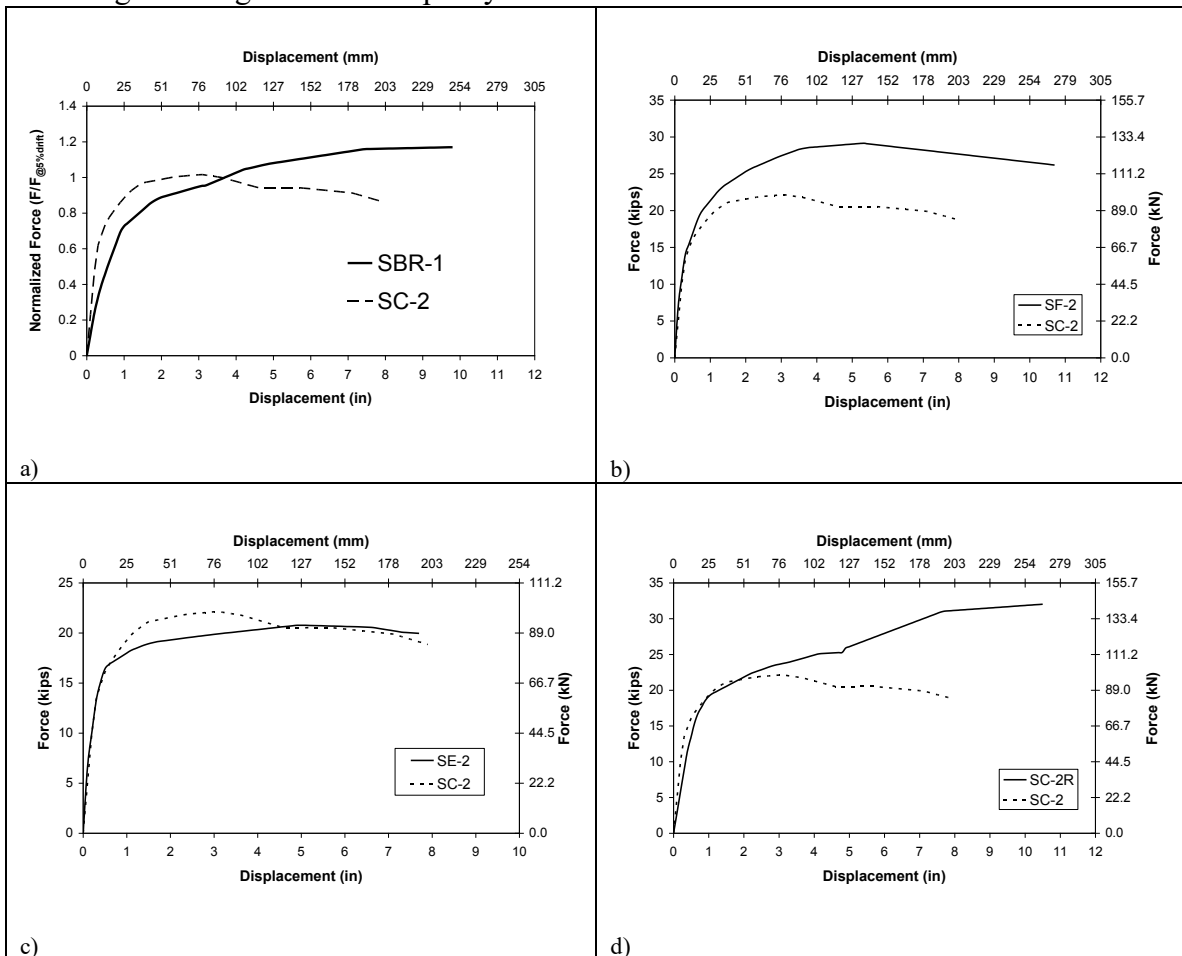 Displacement (mm)
0 25 51 76 102 127 152 178 203 229 254 279 305
1.4
1.2
1
0.8
0.6
0.4
0.2
0
Normalized Force (F/F@5%drift)
SBR-1
SC-2
0 1 2 3 4 5 6 7 8 9 10 11 12
Displacement (in)
a)
Displacement (mm)
0 25 51 76 102 127 152 178 203 229 254 279 305
35 155.7
30 133.4
25 111.2
20 89.0
15 66.7
10 44.5
5 22.2
0 0.0
Force (kips)
Force (kN)
SF-2
SC-2
0 1 2 3 4 5 6 7 8 9 10 11 12
Displacement (in)
b)
Displacement (mm)
0 25 51 76 102 127 152 178 203 229 254
25 111.2
20 89.0
15 66.7
10 44.5
5 22.2
0 0.0
Force (kips)
Force (kN)
SE-2
SC-2
0 1 2 3 4 5 6 7 8 9 10
Displacement (in)
c)
Displacement (mm)
0 25 51 76 102 127 152 178 203 229 254 279 305
35 155.7
30 133.4
25 111.2
20 89.0
15 66.7
10 44.5
5 22.2
0 0.0
Force (kips)
Force (kN)
SC-2R
SC-2
0 1 2 3 4 5 6 7 8 9 10 11 12
Displacement (in)
d)